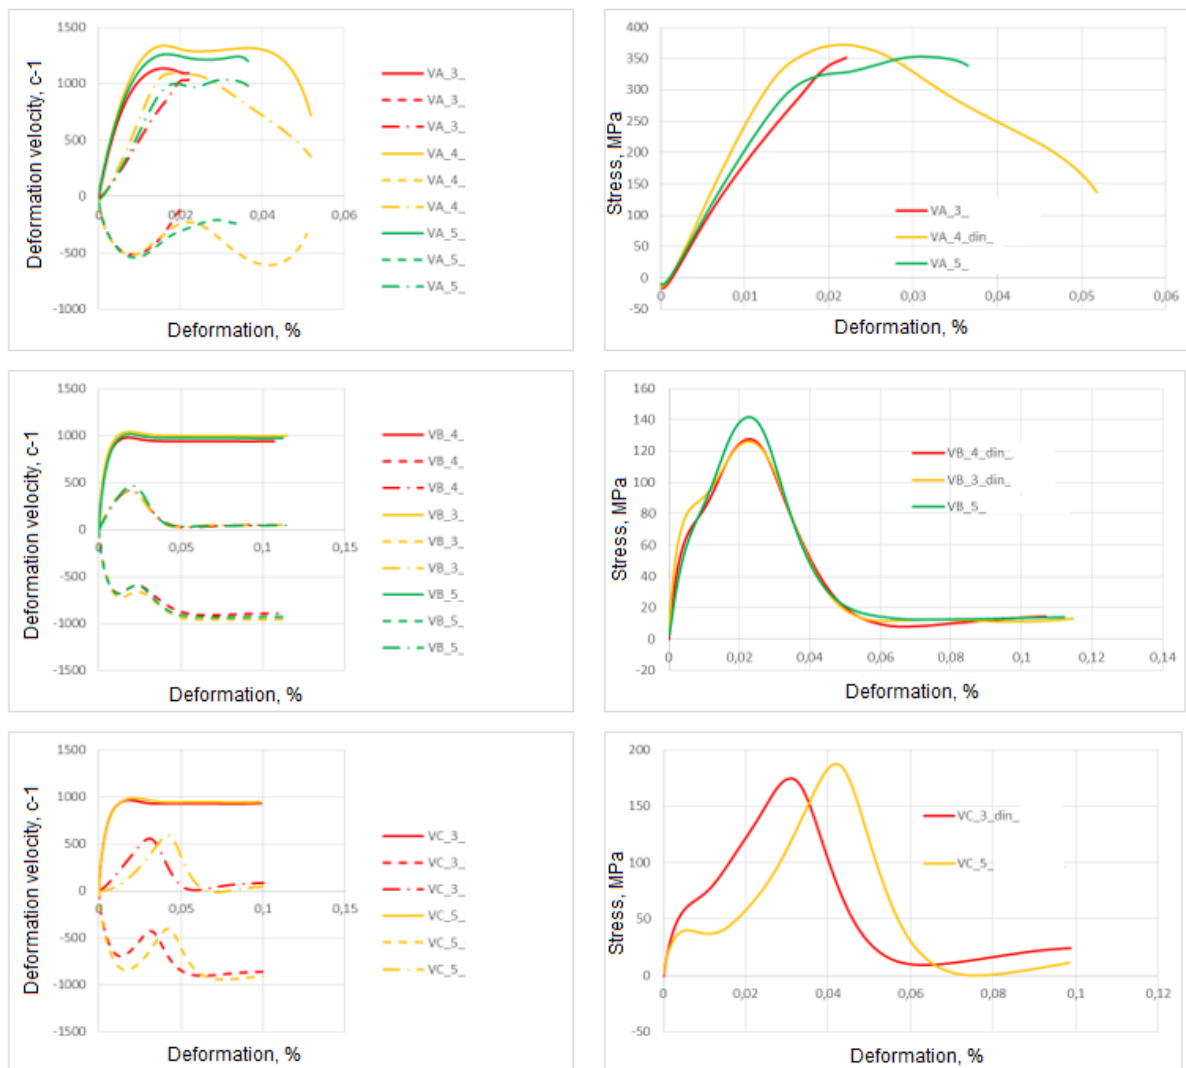 Deformation velocity, c-1
1500
1000
500
0
-500
-1000
0
0,02
0,04
0,06
Deformation, %
VA_3_
VA_3_
VA_3_
VA_4_
VA_4_
VA_4_
VA_5_
VA_5_
VA_5_
Stress, MPa
400
350
300
250
200
150
100
50
0
-50
0
0,01
0,02
0,03
0,04
0,05
0,06
Deformation, %
VA_3_
VA_4_din_
VA_5_
Deformation velocity, c-1
1500
1000
500
0
-500
-1000
-1500
0
0,05
0,1
0,15
Deformation, %
VB_4_
VB_4_
VB_4_
VB_3_
VB_3_
VB_3_
VB_5_
VB_5_
VB_5_
Stress, MPa
160
140
120
100
80
60
40
20
0
-20
0
0,02
0,04
0,06
0,08
0,1
0,12
0,14
Deformation, %
VB_4_din_
VB_3_din_
VB_5_
Deformation velocity, c-1
1500
1000
500
0
-500
-1000
-1500
0
0,05
0,1
0,15
Deformation, %
VC_3_
VC_3_
VC_3_
VC_5_
VC_5_
VC_5_
Stress, MPa
200
150
100
50
0
-50
0
0,02
0,04
0,06
0,08
0,1
0,12
Deformation, %
VC_3_din_
VC_5_